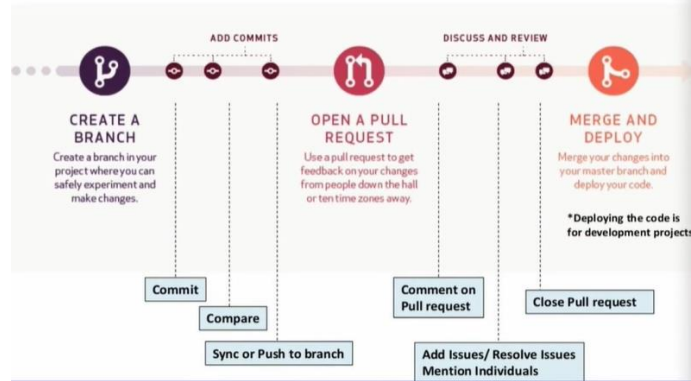 ADD COMMITS
DISCUSS AND REVIEW
CREATE A
BRANCH
Create a branch in your
project where you can
safely experiment and
make changes.
OPEN A PULL
REQUEST
Use a pull request to get
feedback on your changes
from people down the hall
or ten time zones away.
MERGE AND
DEPLOY
Merge your changes into
your master branch and
deploy your code.
*Deploying the code is
for development projects
Commit
Compare
Sync or Push to branch
Comment on
Pull request
Add Issues/ Resolve Issues
Mention Individuals
Close Pull request